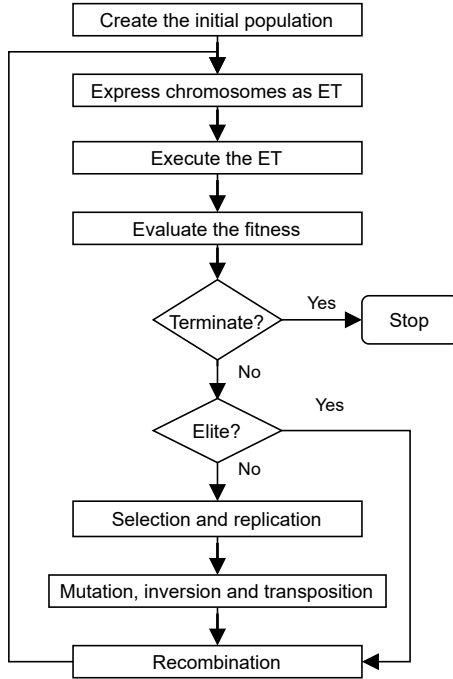 Create the initial population
Express chromosomes as ET
Execute the ET
Evaluate the fitness
Terminate?
Yes
Stop
No
Yes
Elite?
No
Selection and replication
Mutation, inversion and transposition
Recombination